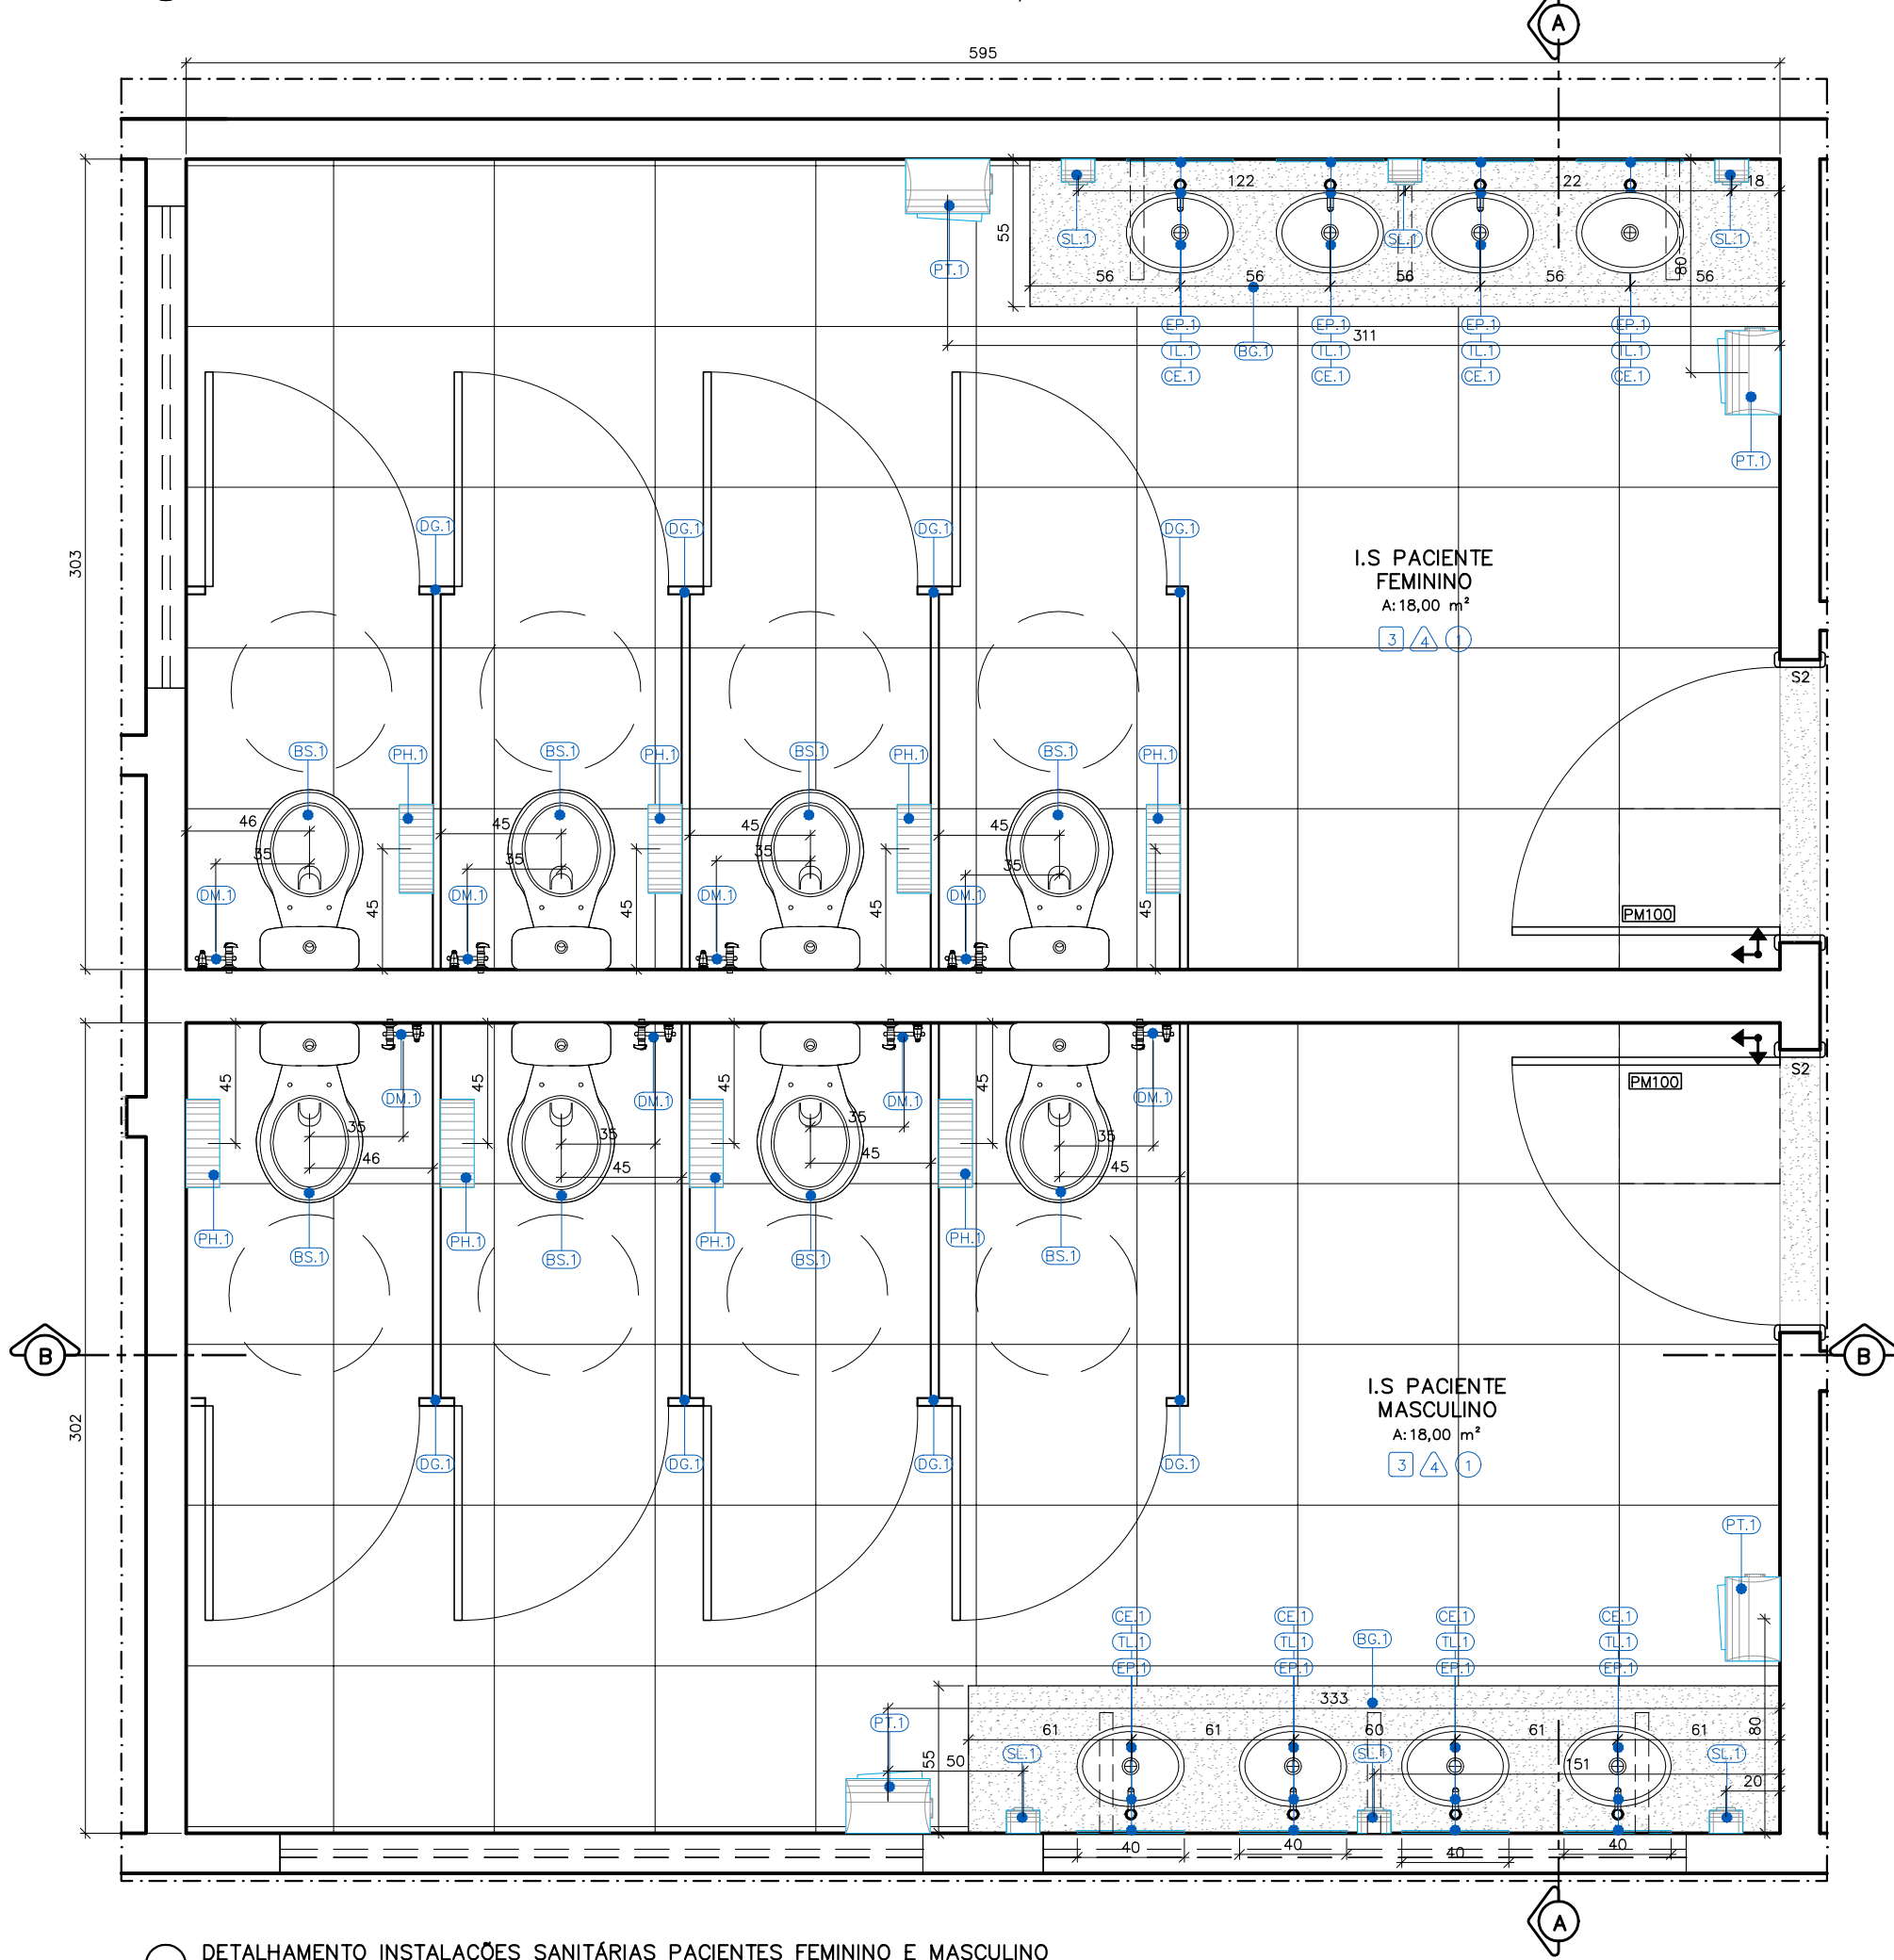 A
595
122
122
18
SL.1
SL.1
SL.1
55
80
PT.1
56
56
56
56
56
EP.1
EP.1
EP.1
EP.1
311
TL.1
BG.1
TL.1
TL.1
TL.1
CE.1
CE.1
CE.1
CE.1
PT.1
303
DG.1
DG.1
DG.1
DG.1
I.S PACIENTE
FEMININO
A:18,00 m²
3
4
1
S2
BS.1
PH.1
BS.1
PH.1
BS.1
PH.1
BS.1
PH.1
46
45
45
45
35
35
35
35
DM.1
DM.1
DM.1
DM.1
45
45
45
45
PM100
S2
PM100
45
45
45
45
DM.1
DM.1
DM.1
DM.1
35
35
35
35
46
45
45
45
PH.1
BS.1
PH.1
BS.1
PH.1
BS.1
PH.1
BS.1
B
B
302
I.S PACIENTE
MASCULINO
A:18,00 m²
3
4
1
DG.1
DG.1
DG.1
DG.1
PT.1
CE.1
CE.1
CE.1
CE.1
TL.1
TL.1
BG.1
TL.1
TL.1
EP.1
EP.1
EP.1
EP.1
333
PT.1
61
61
60
61
61
80
55
50
SL.1
SL.1
SL.1
151
20
40
40
40
40
A
DETALHAMENTO INSTALAÇÕES SANITÁRIAS PACIENTES FEMININO E MASCULINO